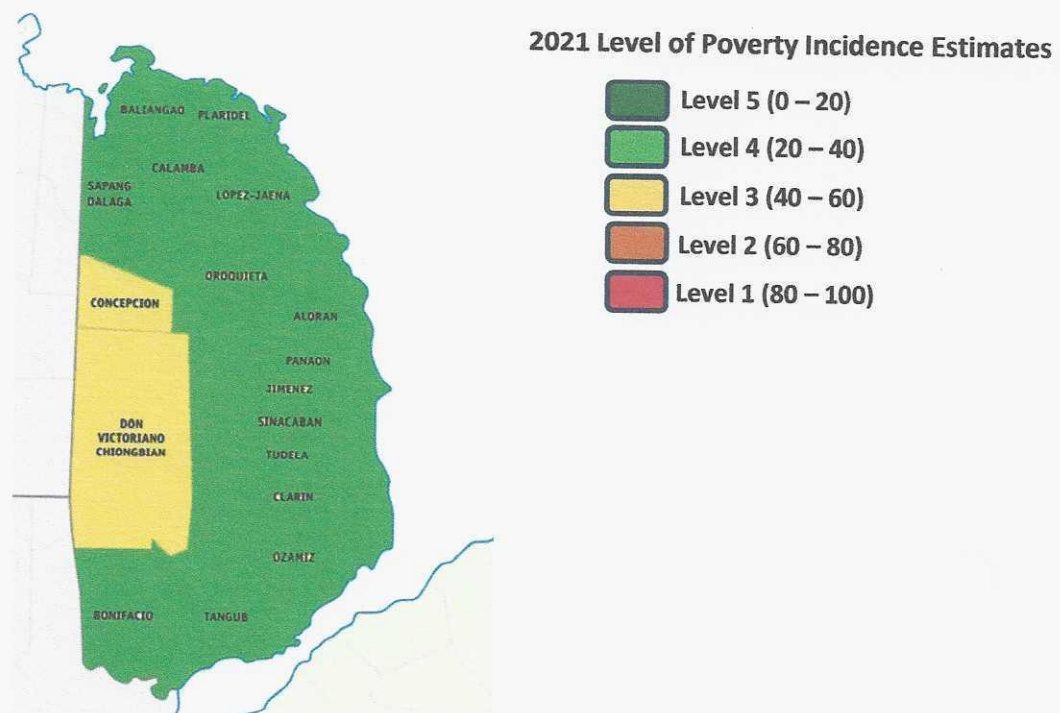 2021 Level of Poverty Incidence Estimates
Level 5 (0 – 20)
Level 4 (20 – 40)
Level 3 (40 – 60)
Level 2 (60 – 80)
Level 1 (80 – 100)
BALIANGAO
PLARIDEL
CALAMBA
SAPANG
DALAGA
LOPEZ-JAENA
OROQUIETA
CONCEPCION
ALORAN
PANAON
JIMENEZ
DON
VICTORIANO
CHIONGBIAN
SINACABAN
TUDELA
CLARIN
OZAMIZ
BONIFACIO
TANGUB